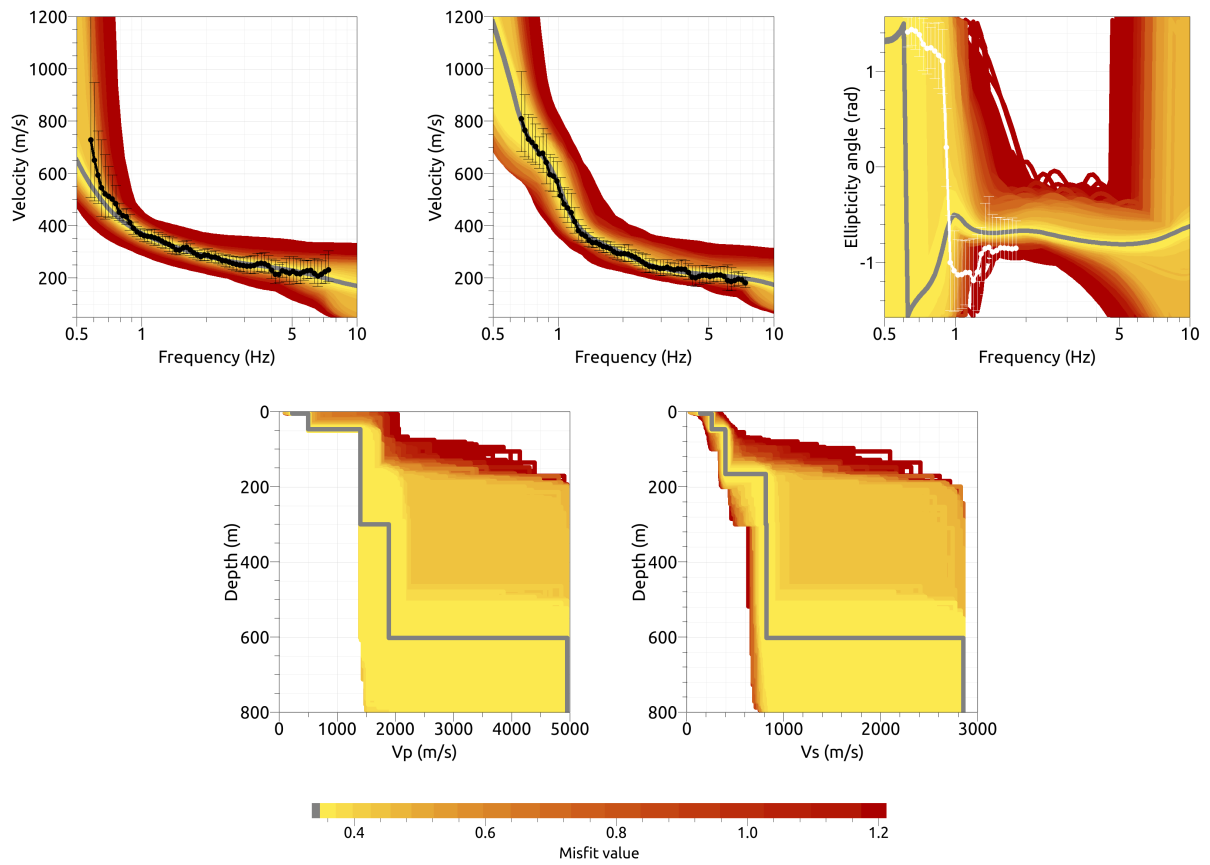 1200
1000
800
600
400
200
Velocity (m/s)
0.5 1 5 10
Frequency (Hz)
1200
1000
800
600
400
200
Velocity (m/s)
0.5 1 5 10
Frequency (Hz)
1
0
-1
Ellipticity angle (rad)
0.5 1 5 10
Frequency (Hz)
0
200
400
600
800
Depth (m)
0 1000 2000 3000 4000 5000
Vp (m/s)
0
200
400
600
800
Depth (m)
0 1000 2000 3000
Vs (m/s)
0.4 0.6 0.8 1.0 1.2
Misfit value